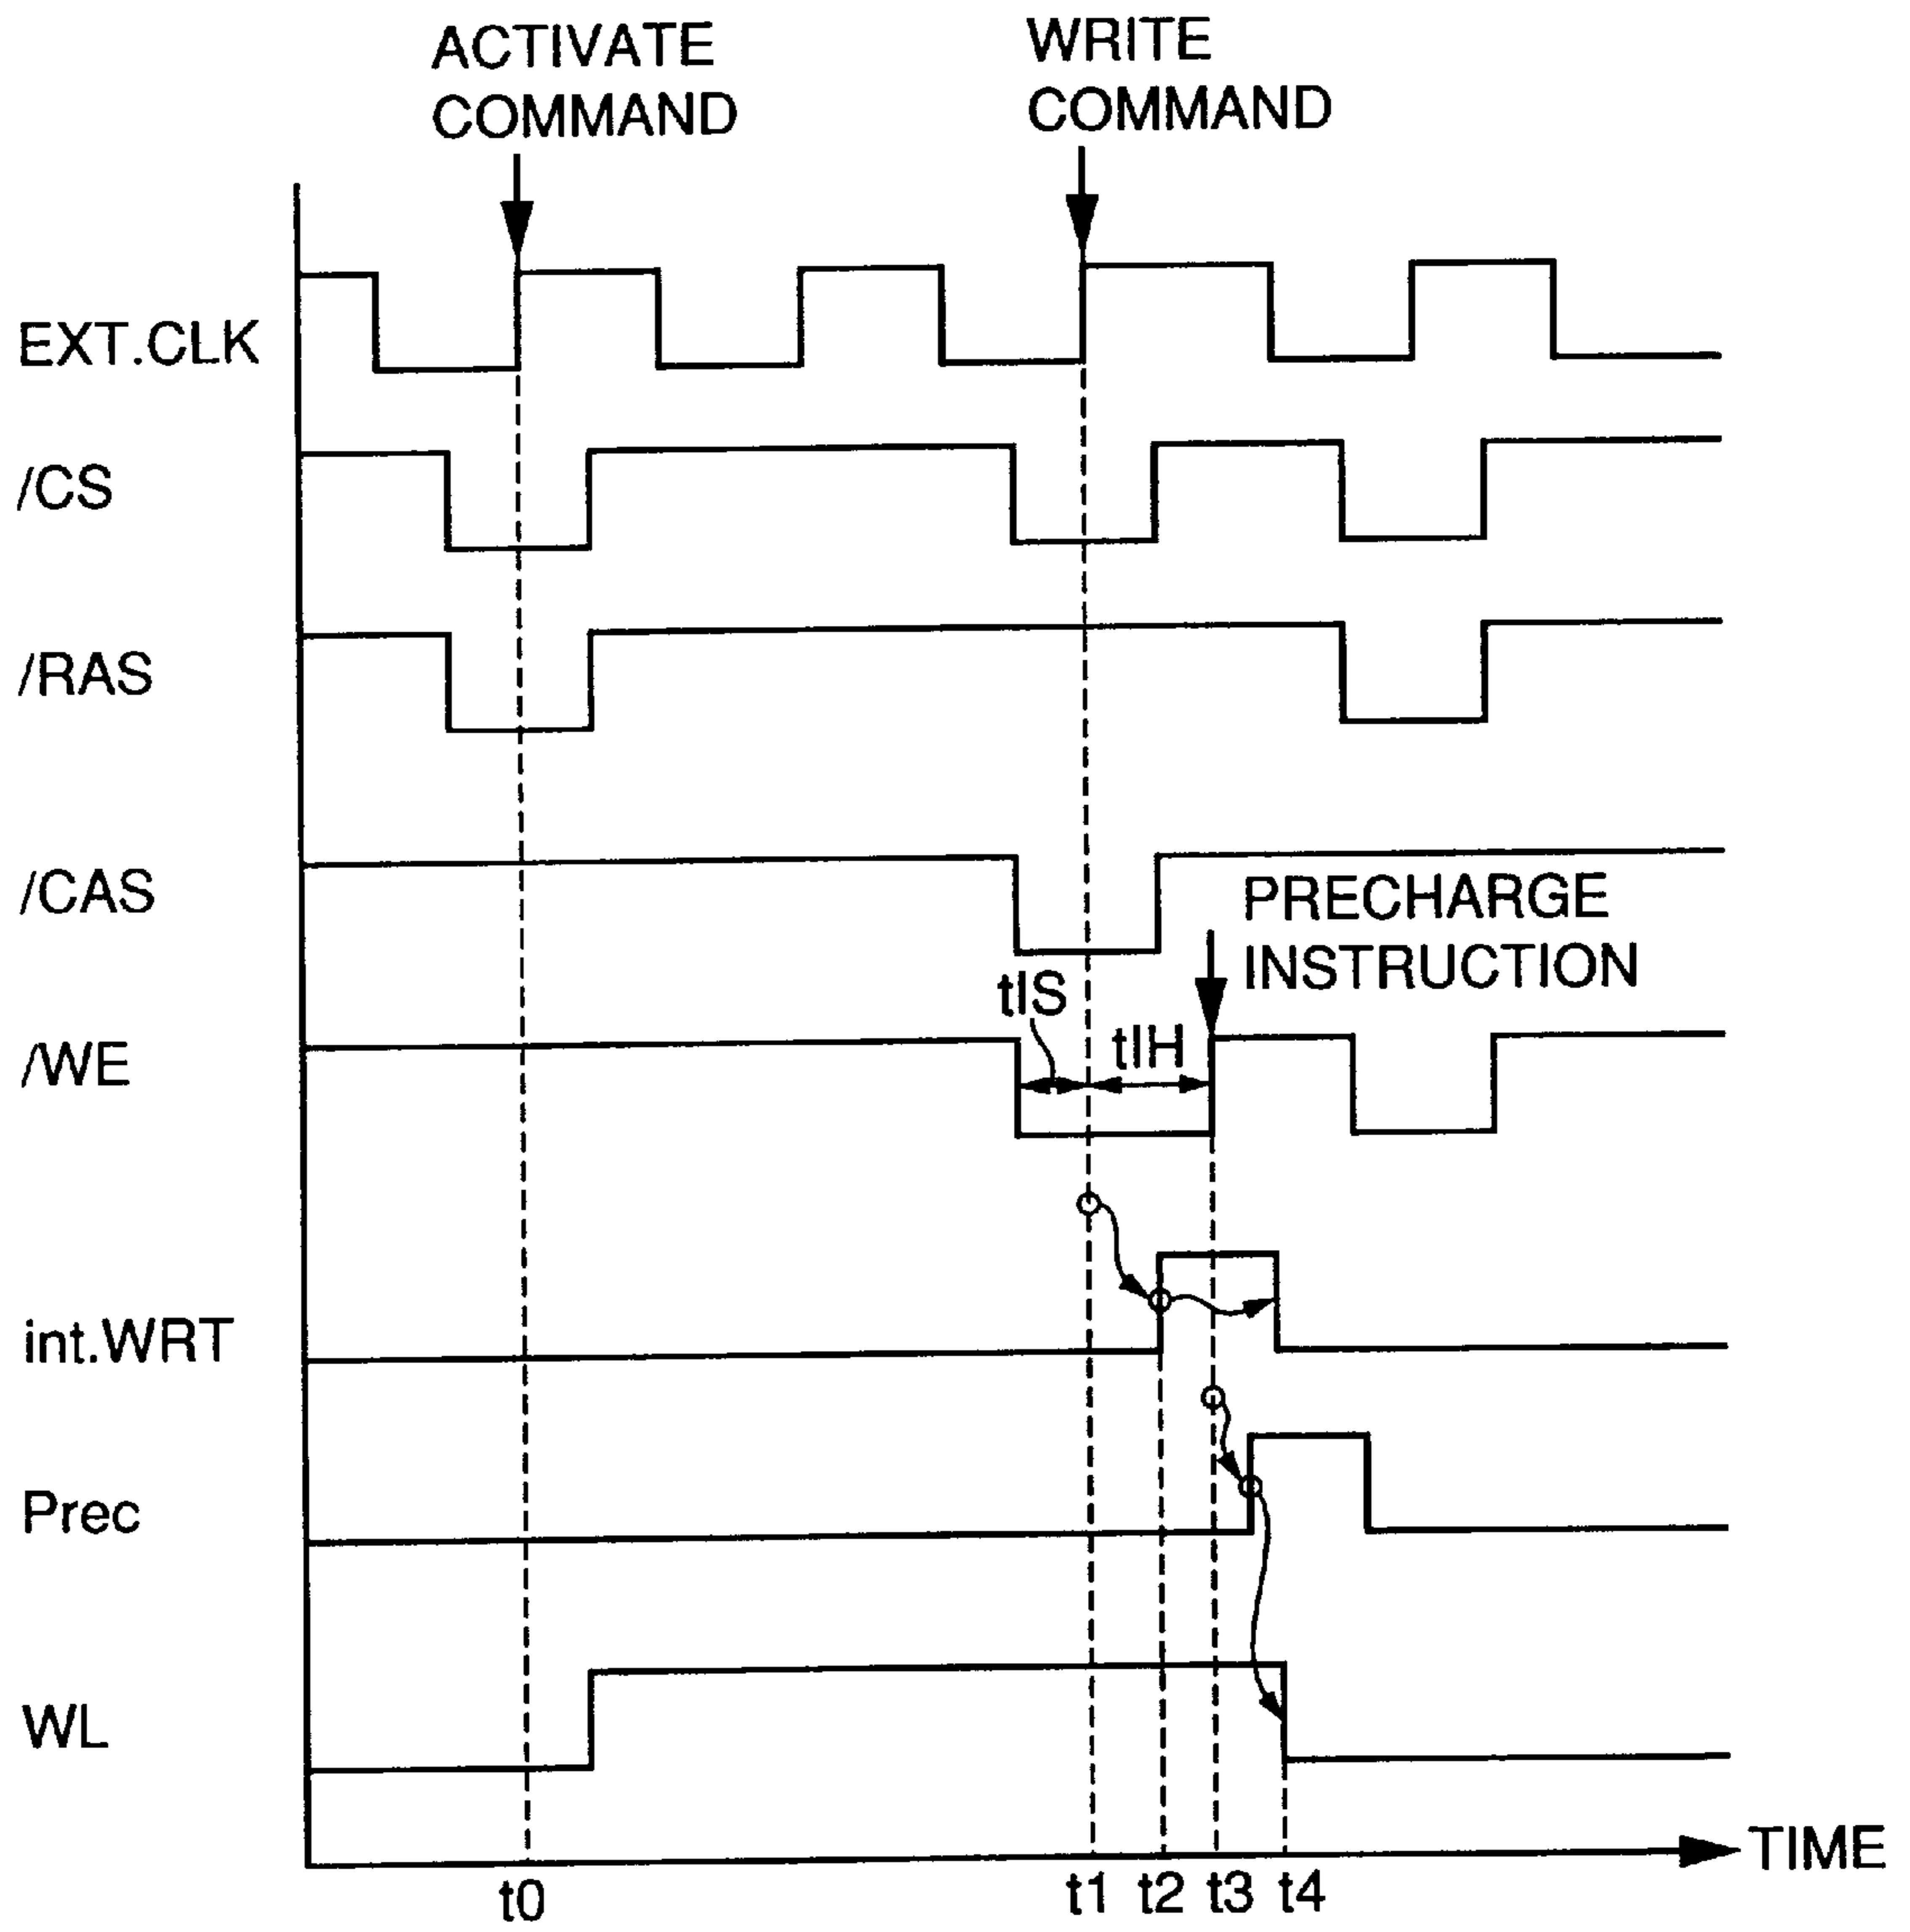 ACTIVATE
COMMAND
WRITE
COMMAND
EXT.CLK
/CS
/RAS
/CAS
PRECHARGE
INSTRUCTION
tIS
tIH
/WE
int.WRT
Prec
WL
TIME
t0
t1
t2
t3
t4